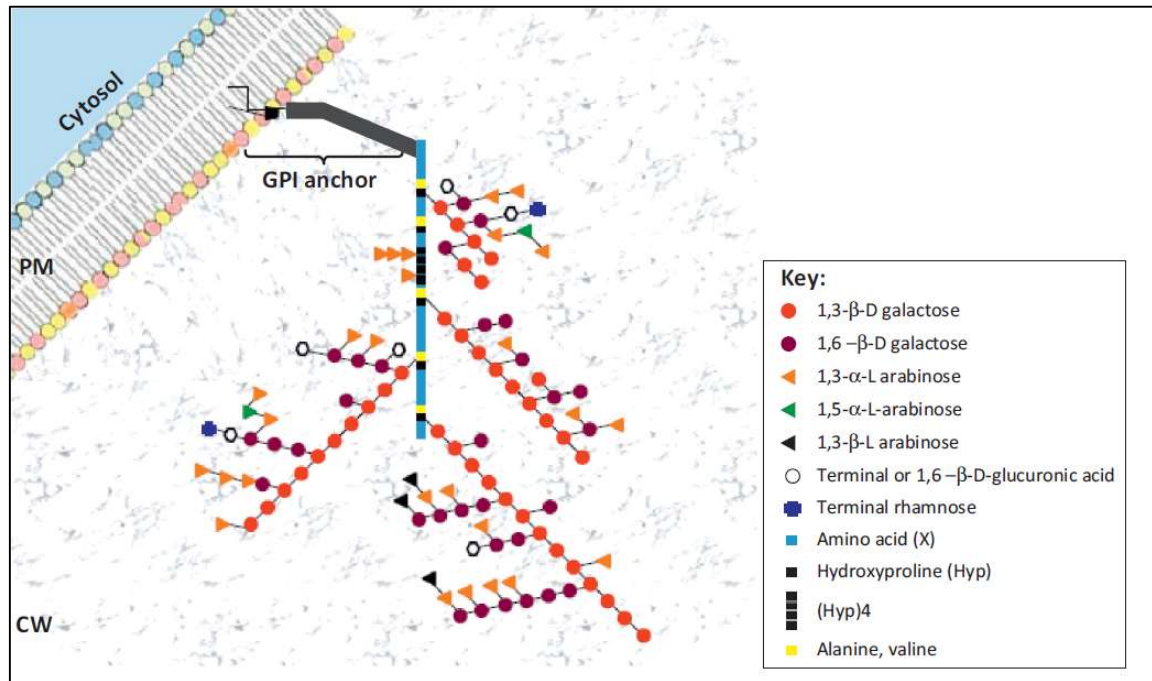 Cytosol
GPI anchor
PM
CW
Key:
1,3-β-D galactose
1,6 –β-D galactose
1,3-α-L arabinose
1,5-α-L-arabinose
1,3-β-L arabinose
Terminal or 1,6 –β-D-glucuronic acid
Terminal rhamnose
Amino acid (X)
Hydroxyproline (Hyp)
(Hyp)4
Alanine, valine